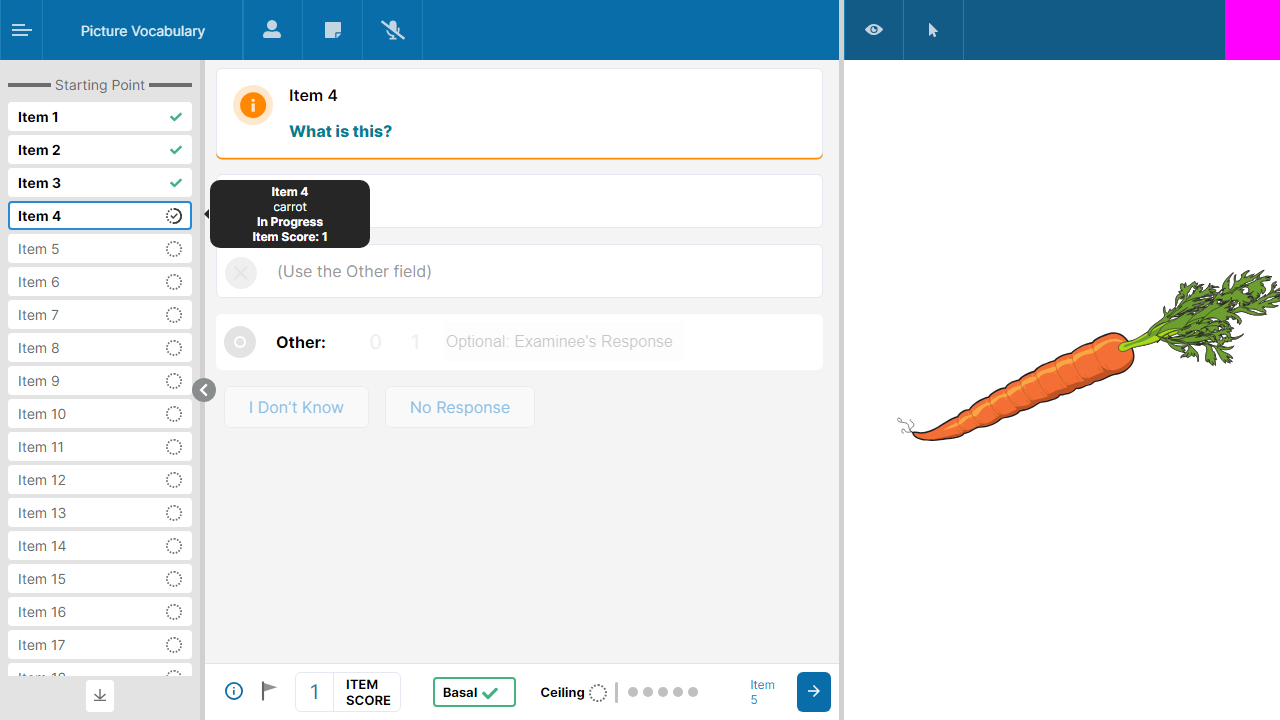 Picture Vocabulary
Starting Point
Item 1
Item 2
Item 3
Item 4
Item 5
Item 6
Item 7
Item 8
Item 9
Item 10
Item 11
Item 12
Item 13
Item 14
Item 15
Item 16
Item 17
Item 18
Item 4
What is this?
Item 4
carrot
In Progress
Item Score: 1
(Use the Other field)
Other:
0
1
Optional: Examinee's Response
I Don't Know
No Response
1
ITEM
SCORE
Basal
Ceiling
Item
5